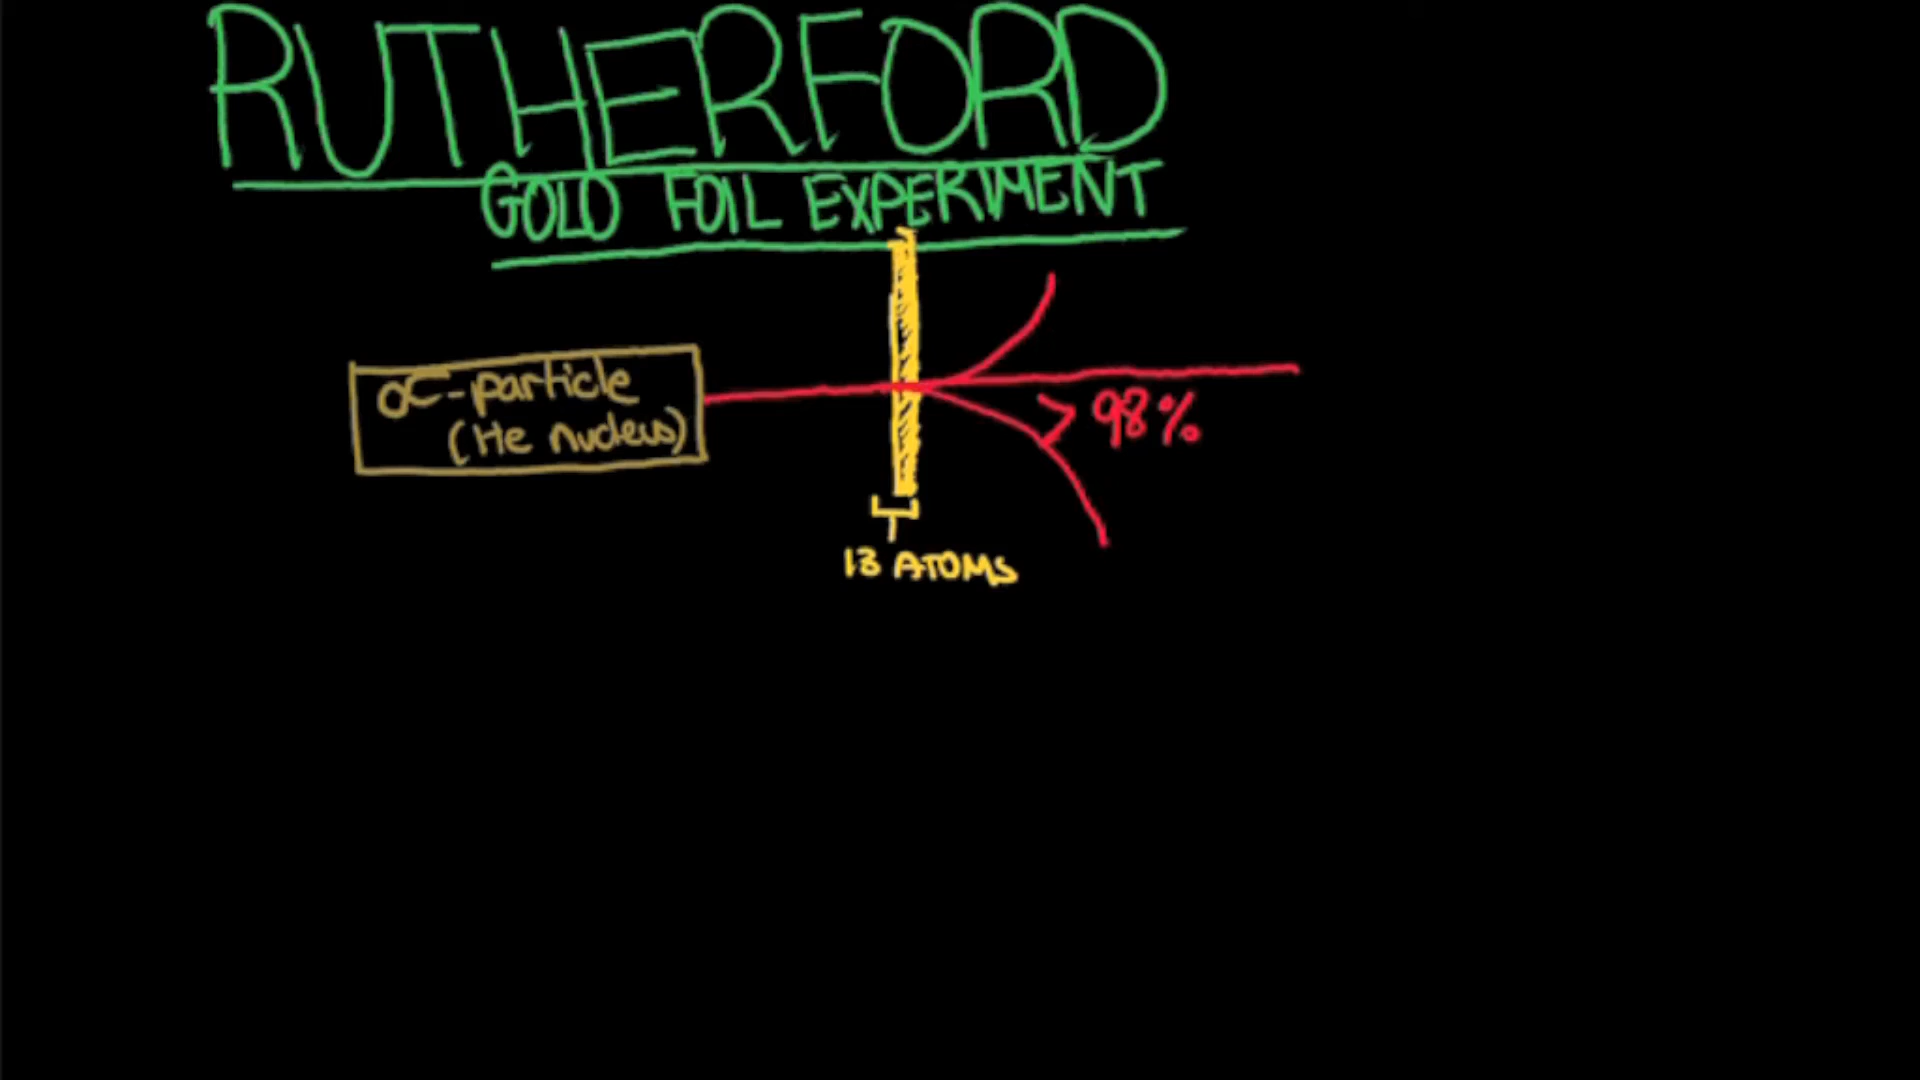 RUTHERFORD
GOLD FOIL EXPERIMENT
α-particle
(He nucleus)
98%
13 ATOMS